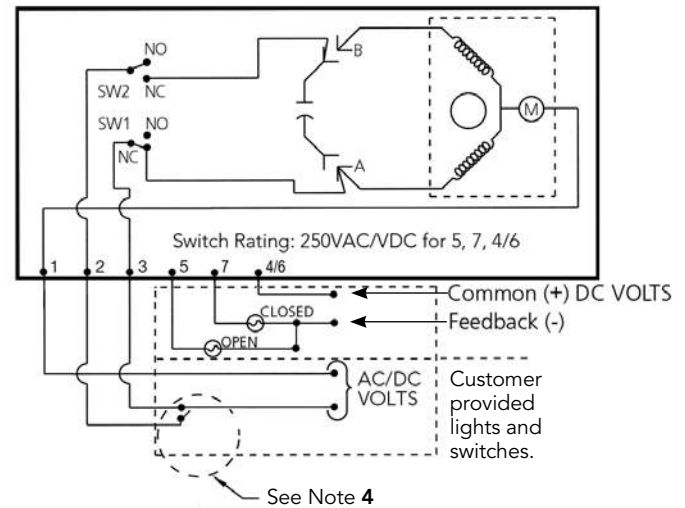 NO
B
SW2
NC
SW1
NO
NC
A
M
Switch Rating: 250VAC/VDC for 5, 7, 4/6
1
2
3
5
7
4/6
Common (+) DC VOLTS
CLOSED
Feedback (-)
OPEN
AC/DC
VOLTS
Customer
provided
lights and
switches.
See Note 4